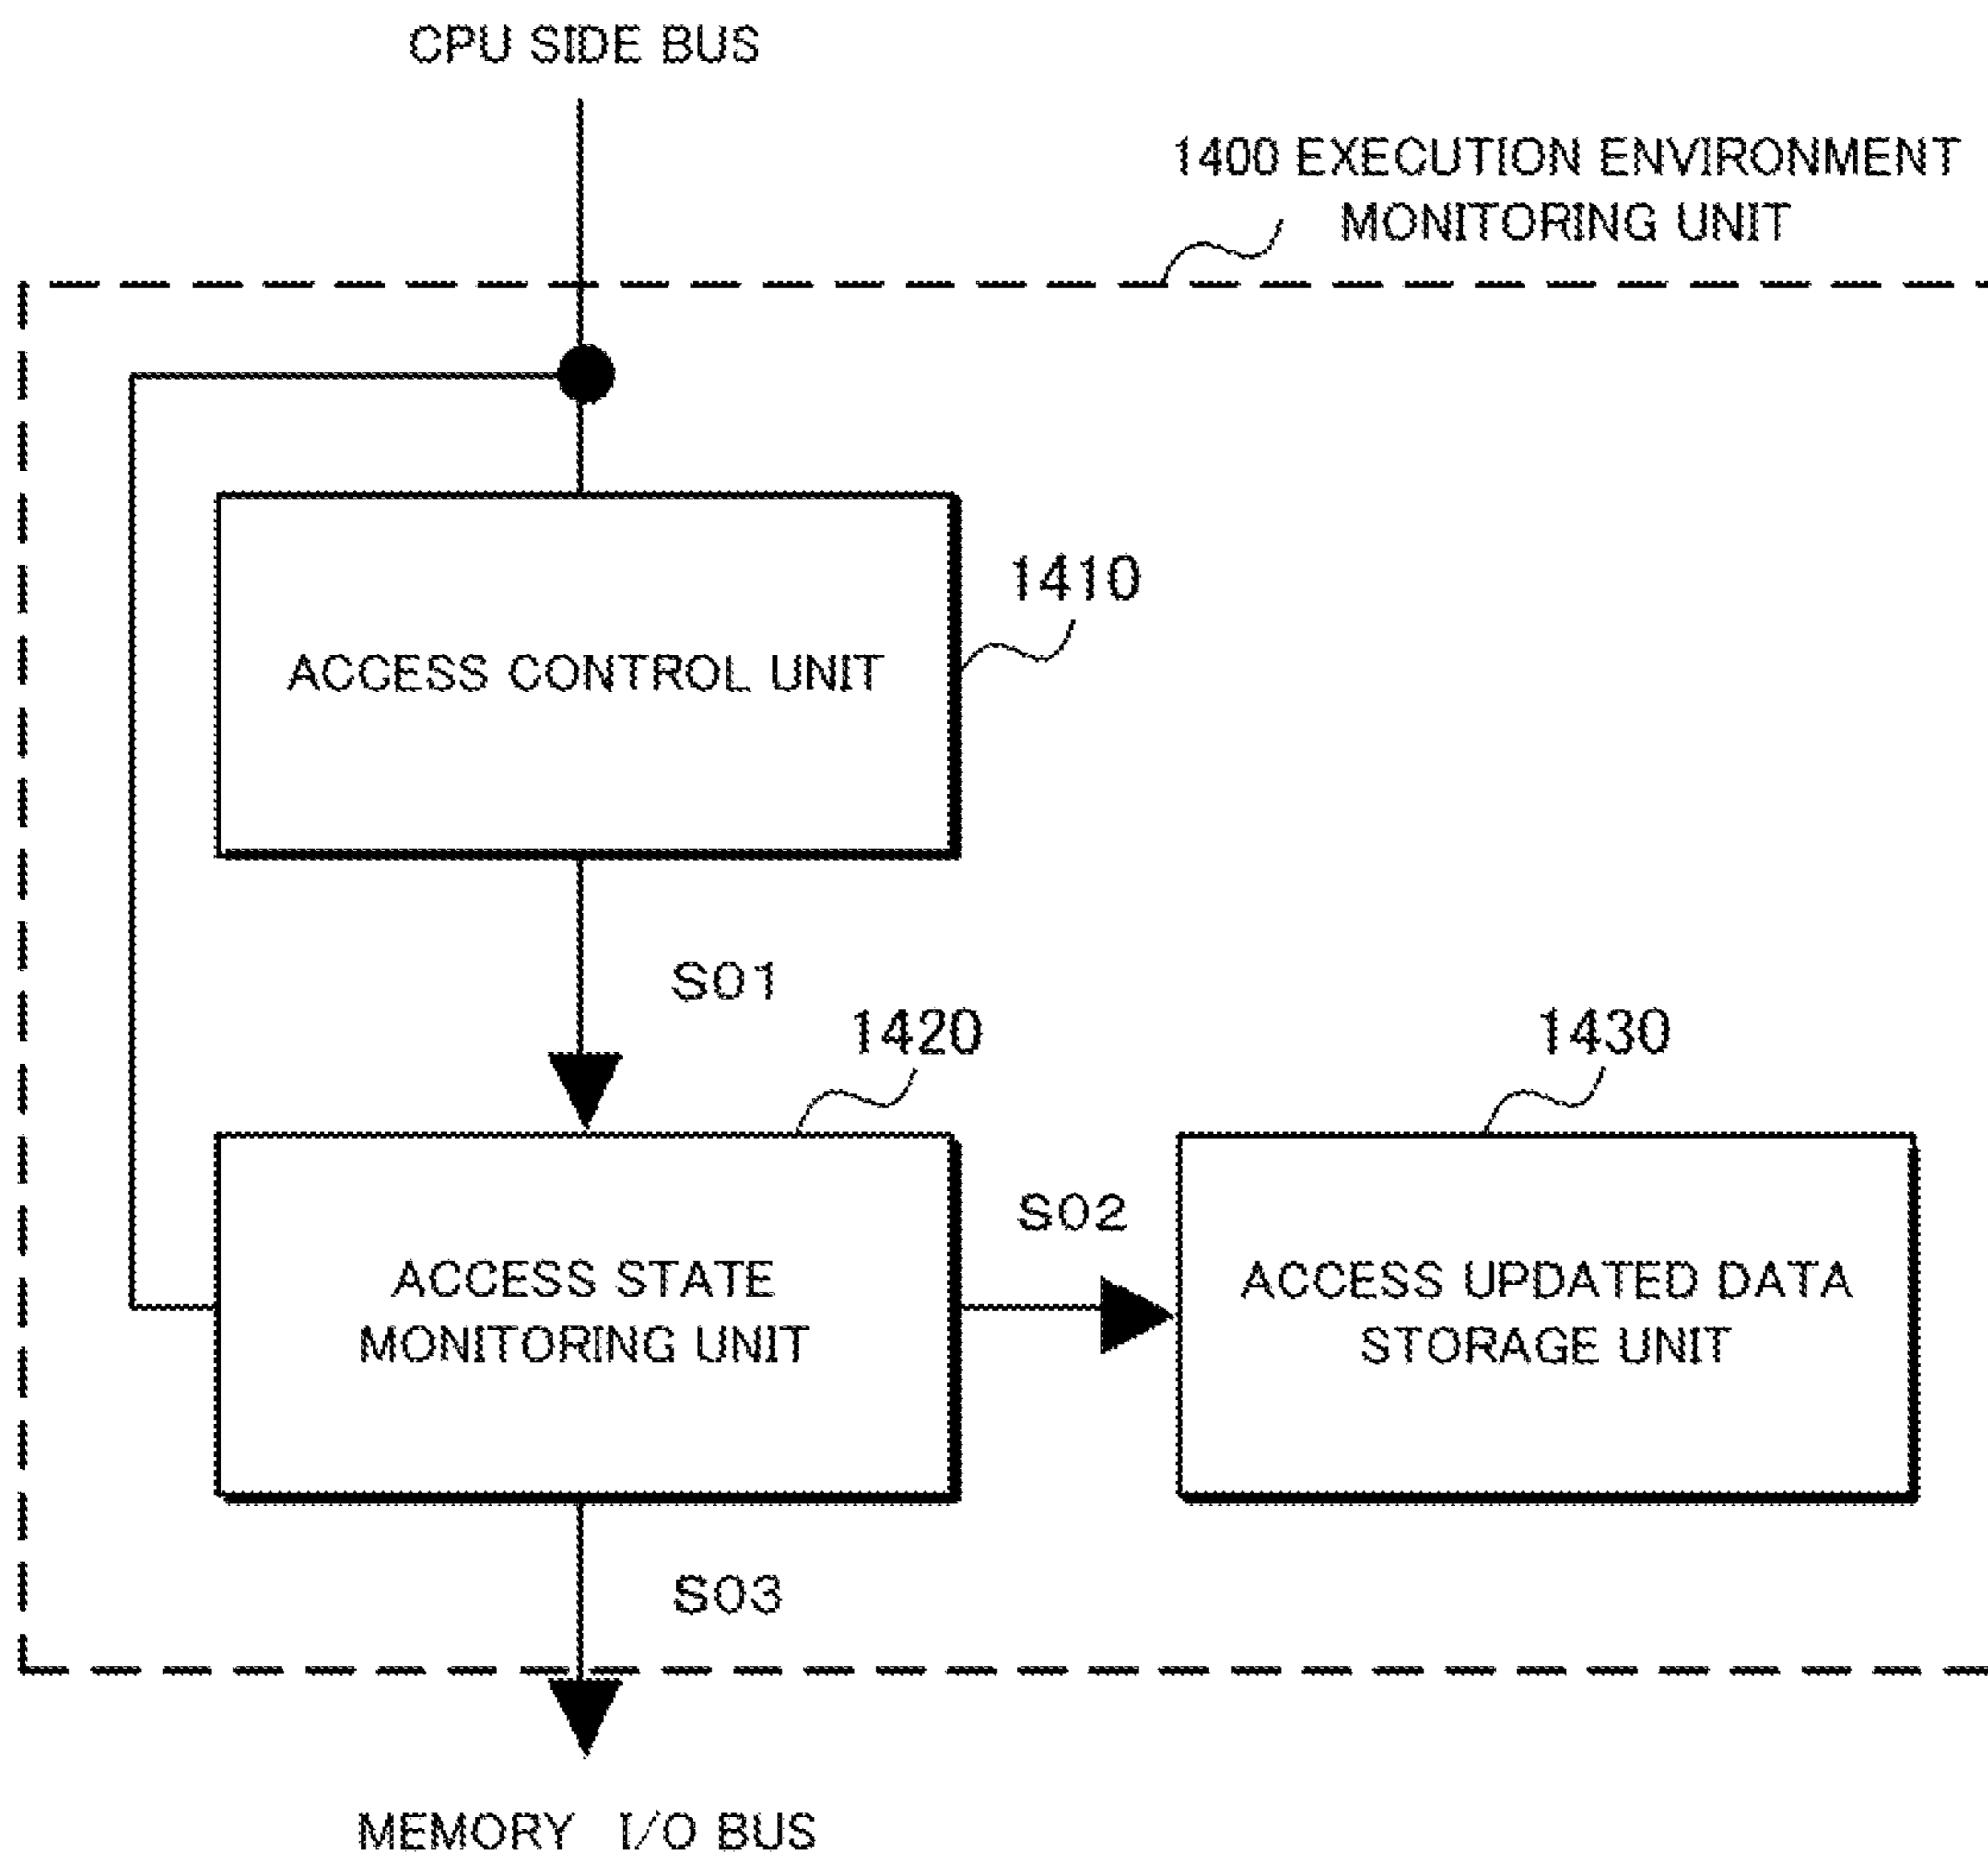 CPU SIDE BUS
1400 EXECUTION ENVIRONMENT
MONITORING UNIT
1410
ACCESS CONTROL UNIT
S01
1420
1430
S02
ACCESS STATE
MONITORING UNIT
ACCESS UPDATED DATA
STORAGE UNIT
S03
MEMORY I/O BUS